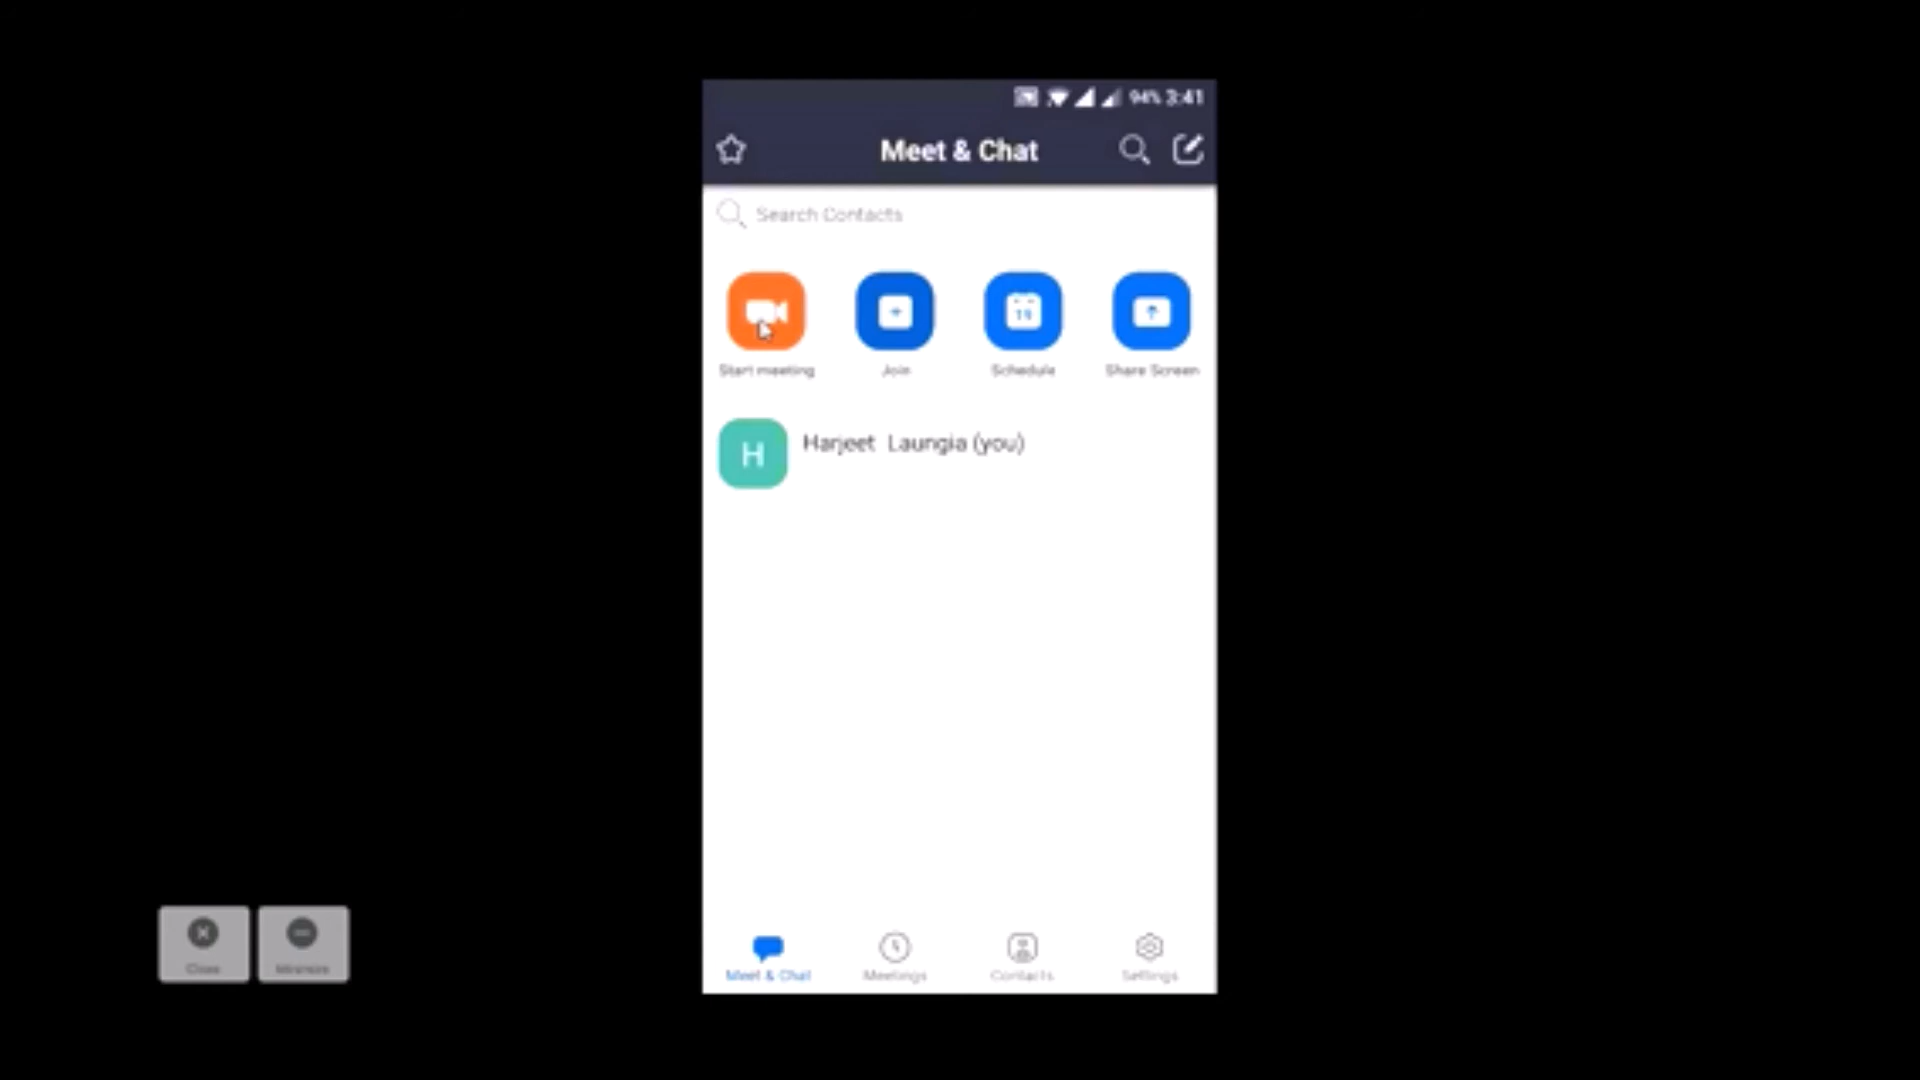 94% 3:41
Meet & Chat
Search Contacts
19
Start meeting
Join
Schedule
Share Screen
H
Harjeet Laungia (you)
Close
Minimize
Meet & Chat
Meetings
Contacts
Settings